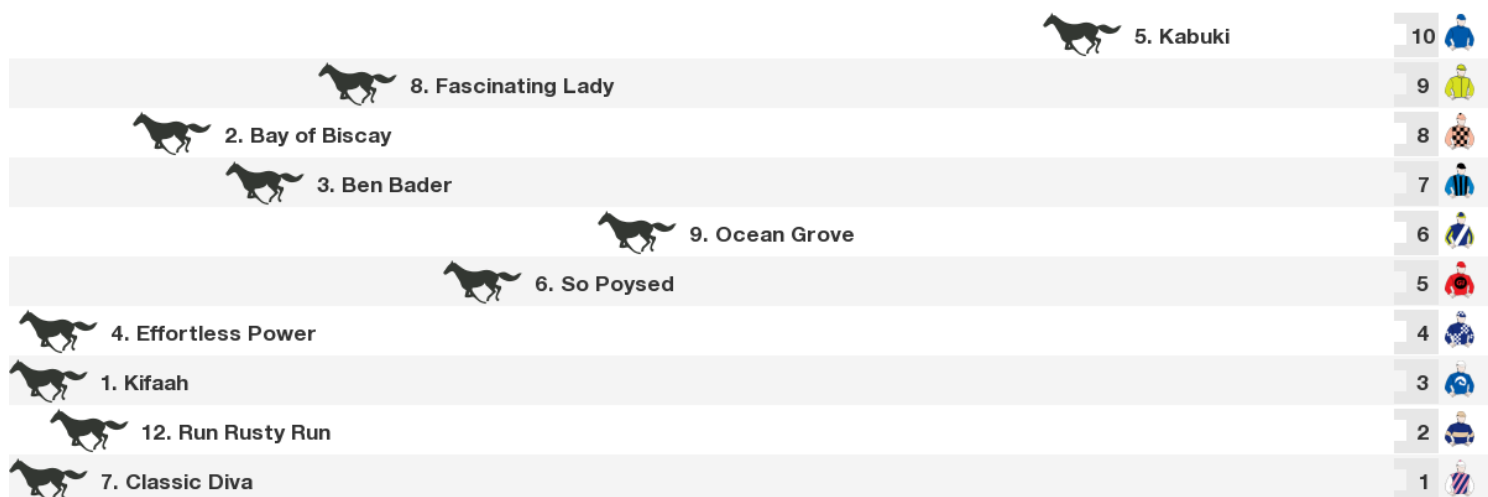 5. Kabuki 10
8. Fascinating Lady 9
2. Bay of Biscay 8
3. Ben Bader 7
9. Ocean Grove 6
6. So Poysed 5
4. Effortless Power 4
1. Kifaah 3
12. Run Rusty Run 2
7. Classic Diva 1